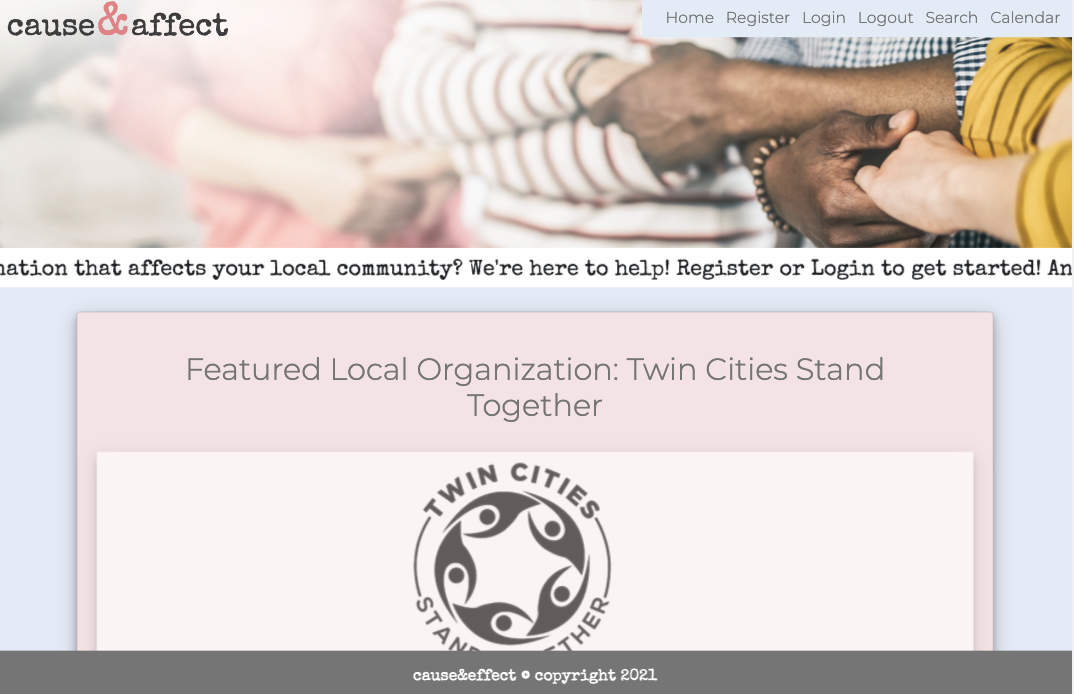 cause&affect
Home Register Login Logout Search Calendar
that affects your local community? We're here to help! Register or Login to get started! An
Featured Local Organization: Twin Cities Stand
Together
TWIN CITIES
STAND TOGETHER
cause&effect © copyright 2021